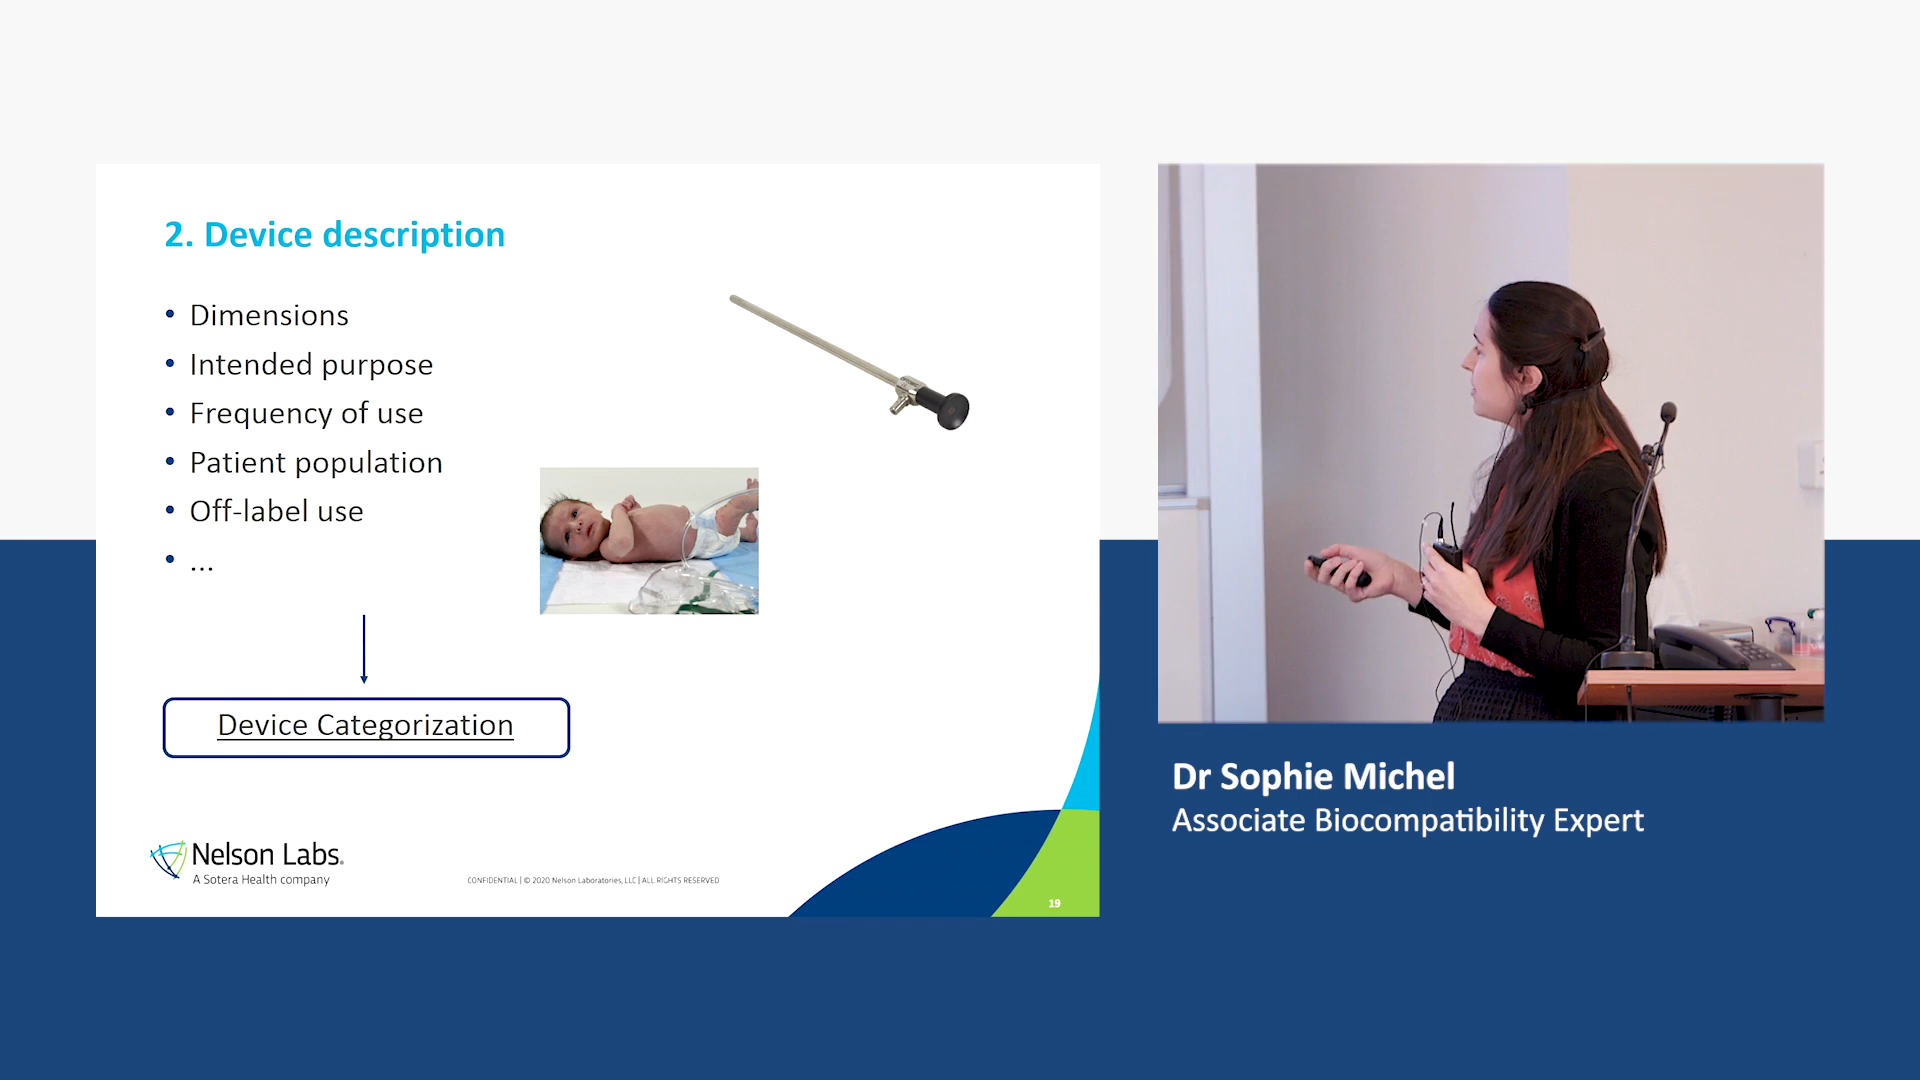 2. Device description
• Dimensions
• Intended purpose
• Frequency of use
• Patient population
• Off-label use
• ...
Device Categorization
Nelson Labs.
A Sotera Health company
CONFIDENTIAL | © 2020 Nelson Laboratories, LLC | ALL RIGHTS RESERVED
19
Dr Sophie Michel
Associate Biocompatibility Expert